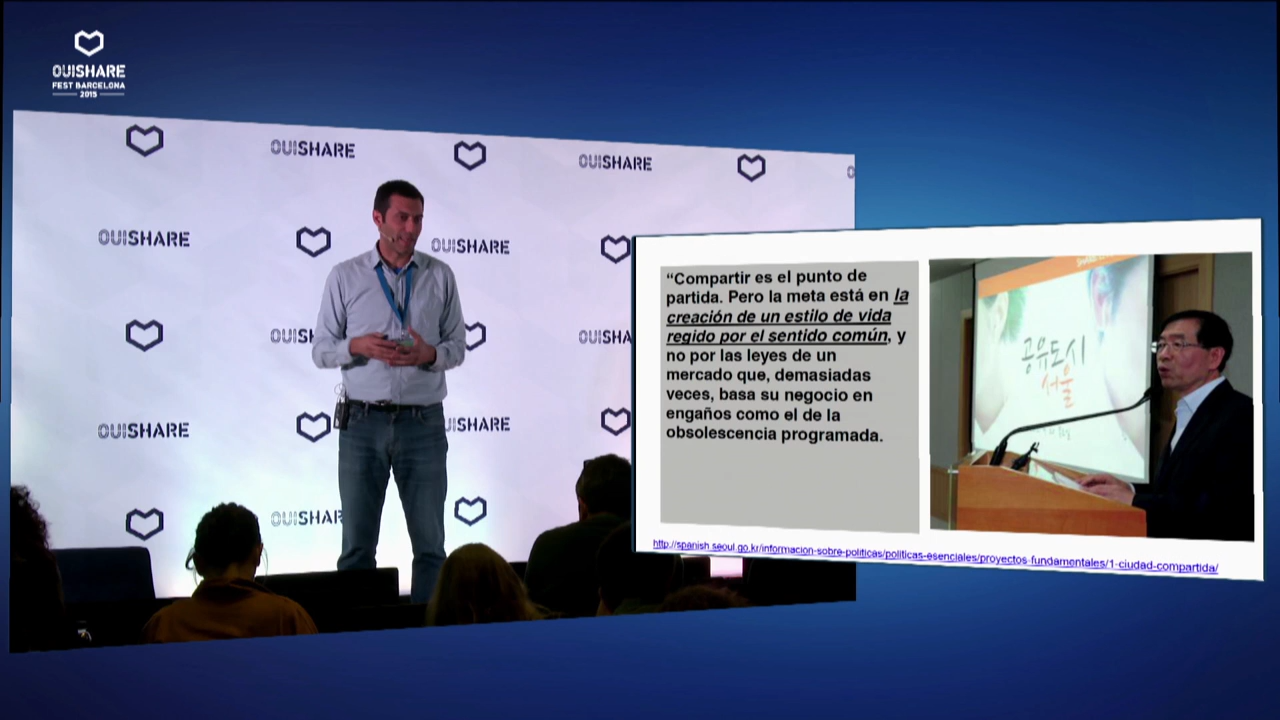 OUISHARE
FEST BARCELONA
2015
OUISHARE
OUISHARE
OUISHARE
OUISHARE
OUISHARE
OUISHARE
“Compartir es el punto de
partida. Pero la meta está en la
creación de un estilo de vida
regido por el sentido común, y
no por las leyes de un
mercado que, demasiadas
veces, basa su negocio en
engaños como el de la
obsolescencia programada.
공유도시
서울
http://spanish.seoul.go.kr/informacion-sobre-politicas/politicas-esenciales/proyectos-fundamentales/1-ciudad-compartida/